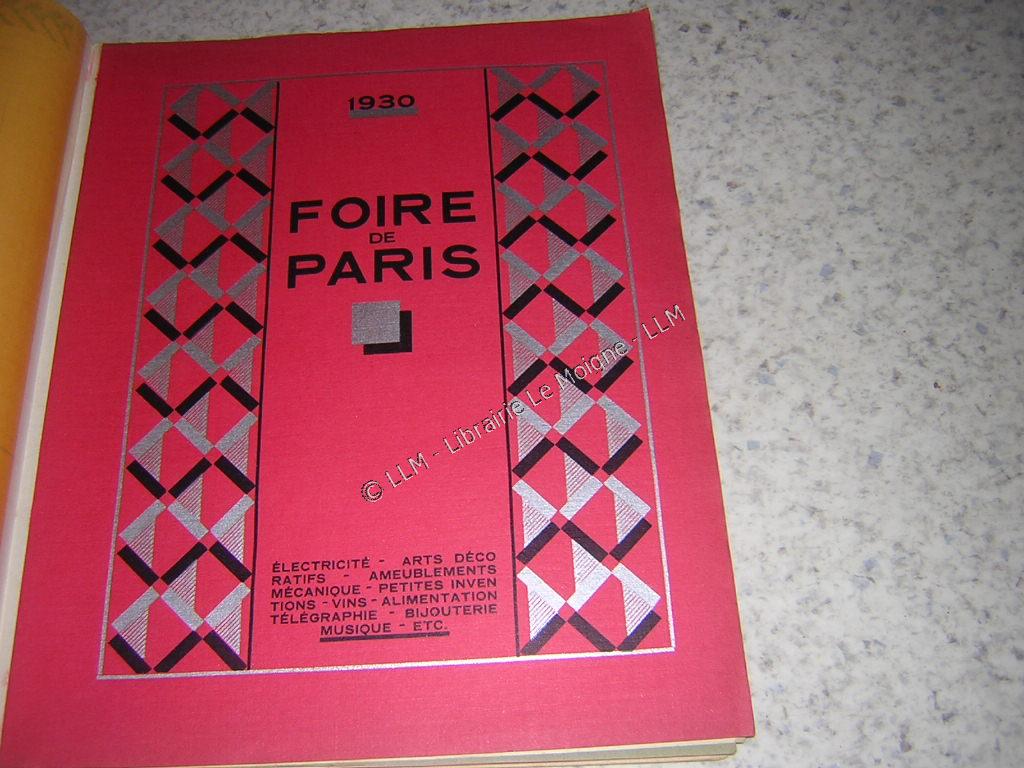 1930
FOIRE
DE
PARIS
ÉLECTRICITÉ - ARTS DÉCO
RATIFS - AMEUBLEMENTS
MÉCANIQUE - PETITES INVEN
TIONS - VINS - ALIMENTATION
TÉLÉGRAPHIE - BIJOUTERIE
MUSIQUE - ETC.
© LLM - Librairie Le Moigne - LLM